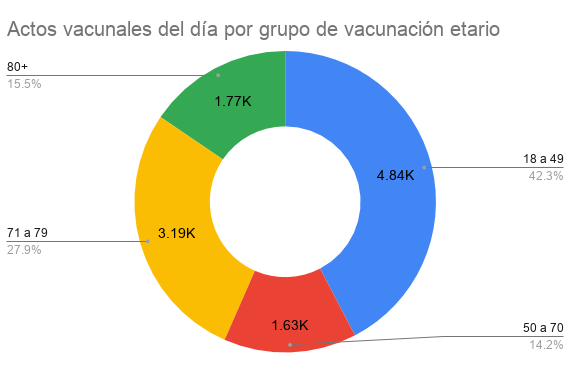 Actos vacunales del día por grupo de vacunación etario
80+
15.5%
1.77K
18 a 49
42.3%
4.84K
71 a 79
27.9%
3.19K
50 a 70
14.2%
1.63K